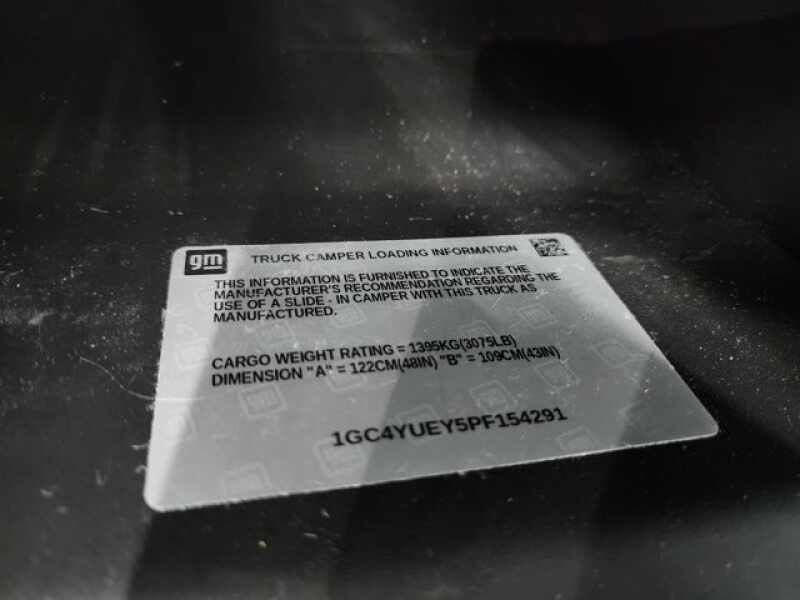 gm TRUCK CAMPER LOADING INFORMATION
THIS INFORMATION IS FURNISHED TO INDICATE THE
MANUFACTURER'S RECOMMENDATION REGARDING THE
USE OF A SLIDE - IN CAMPER WITH THIS TRUCK AS
MANUFACTURED.
CARGO WEIGHT RATING = 1395KG(3075LB)
DIMENSION "A" = 122CM(48IN) "B" = 109CM(43IN)
1GC4YUEY5PF154291